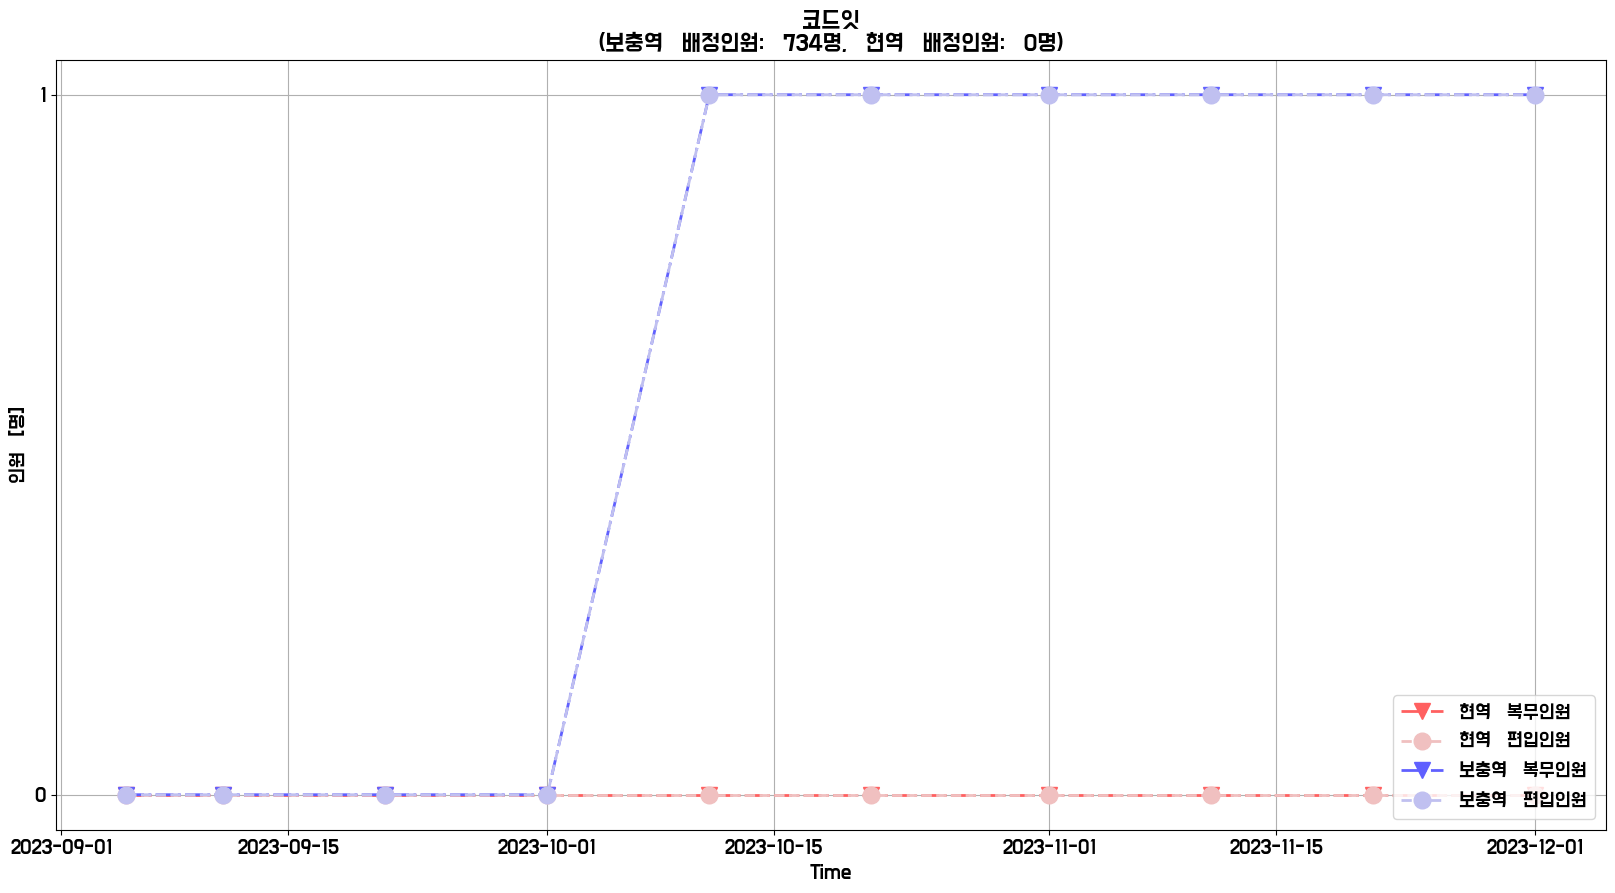 코드잇
(보충역 배정인원: 734명, 현역 배정인원: 0명)
1
인원 [명]
0
현역 복무인원
현역 편입인원
보충역 복무인원
보충역 편입인원
2023-09-01 2023-09-15 2023-10-01 2023-10-15 2023-11-01 2023-11-15 2023-12-01
Time